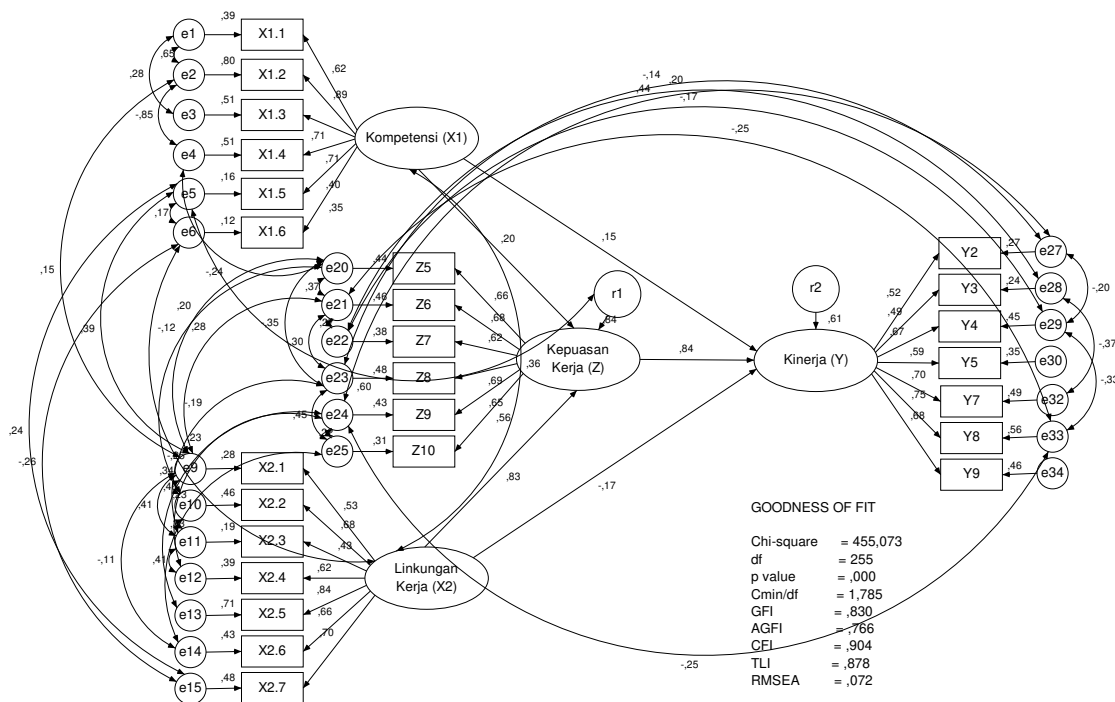 e1
,39
X1.1
,65
e2
,80
X1.2
,28
e3
,51
X1.3
-,85
e4
,51
X1.4
e5
,16
X1.5
,17
e6
,12
X1.6
,62
,89
,71
,71
,40
,35
Kompetensi (X1)
-,14
,20
,44
-,17
-,25
,20
,15
,15
-,24
,20
-,12
,28
,39
,35
,30
-,19
,23
,24
-,26
e20
,44
Z5
,37
e21
,46
Z6
e22
,38
Z7
e23
,48
Z8
,60
e24
,43
Z9
,45
e25
,31
Z10
,66
,68
,62
,36
,69
,65
,56
r1
,84
Kepuasan
Kerja (Z)
,84
r2
,61
Kinerja (Y)
,52
,49
,67
,59
,70
,75
,68
Y2
,27
e27
Y3
,24
e28
-,20
Y4
,45
e29
-,37
Y5
,35
e30
-,33
Y7
,49
e32
Y8
,56
e33
Y9
,46
e34
e9
,28
X2.1
,34
e10
,46
X2.2
,41
e11
,19
X2.3
-,11
,41
e12
,39
X2.4
e13
,71
X2.5
e14
,43
X2.6
e15
,48
X2.7
,53
,68
,43
,62
,84
,66
,70
Linkungan
Kerja (X2)
,83
-,17
-,25
GOODNESS OF FIT
Chi-square = 455,073
df = 255
p value = ,000
Cmin/df = 1,785
GFI = ,830
AGFI = ,766
CFI = ,904
TLI = ,878
RMSEA = ,072